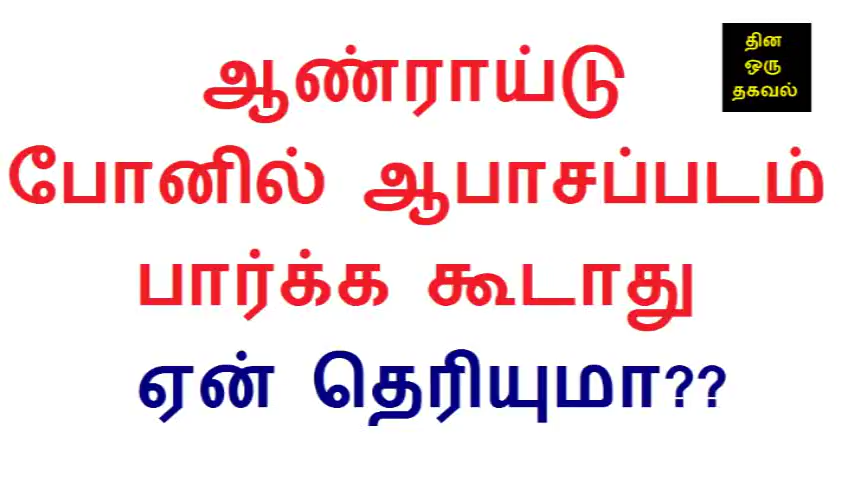 தின
ஒரு
தகவல்
ஆண்ராய்டு
போனில் ஆபாசப்படம்
பார்க்க கூடாது
ஏன் தெரியுமா??